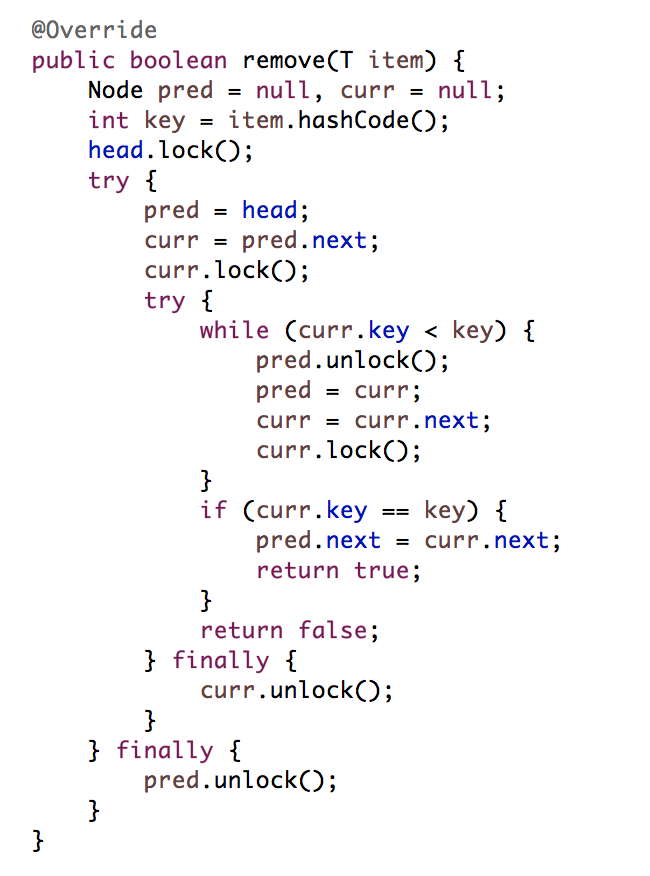 @Override
public boolean remove(T item) {
    Node pred = null, curr = null;
    int key = item.hashCode();
    head.lock();
    try {
        pred = head;
        curr = pred.next;
        curr.lock();
        try {
            while (curr.key < key) {
                pred.unlock();
                pred = curr;
                curr = curr.next;
                curr.lock();
            }
            if (curr.key == key) {
                pred.next = curr.next;
                return true;
            }
            return false;
        } finally {
            curr.unlock();
        }
    } finally {
        pred.unlock();
    }
}